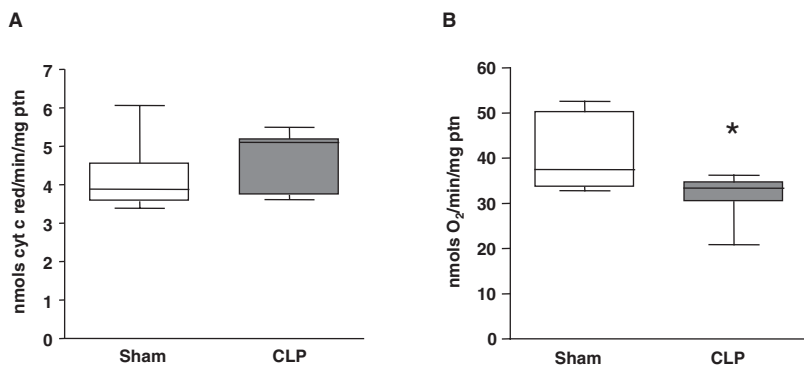 A
nmols cyt c red/min/mg ptn
7
6
5
4
3
2
1
0
Sham CLP
B
nmols O₂/min/mg ptn
60
50
40
30
20
10
0
*
Sham CLP